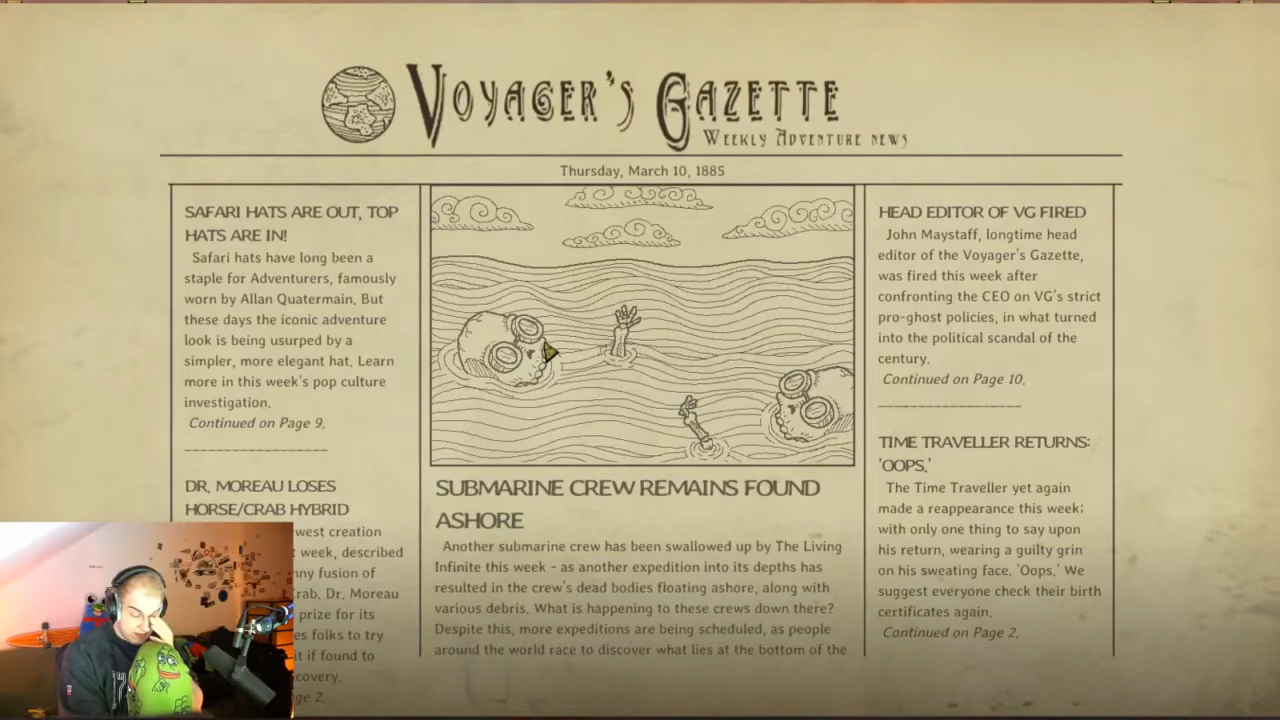 VOYAGER'S GAZETTE
WEEKLY ADVENTURE NEWS
Thursday, March 10, 1885
SAFARI HATS ARE OUT, TOP
HATS ARE IN!
Safari hats have long been a
staple for Adventurers, famously
worn by Allan Quatermain. But
these days the iconic adventure
look is being usurped by a
simpler, more elegant hat. Learn
more in this week's pop culture
investigation.
Continued on Page 9.
------------------
DR. MOREAU LOSES
HORSE/CRAB HYBRID
west creation
week, described
fusion of
rab. Dr. Moreau
prize for its
es folks to try
it if found to
covery.
ge 2.
SUBMARINE CREW REMAINS FOUND
ASHORE
Another submarine crew has been swallowed up by The Living
Infinite this week - as another expedition into its depths has
resulted in the crew's dead bodies floating ashore, along with
various debris. What is happening to these crews down there?
Despite this, more expeditions are being scheduled, as people
around the world race to discover what lies at the bottom of the
HEAD EDITOR OF VG FIRED
John Maystaff, longtime head
editor of the Voyager's Gazette,
was fired this week after
confronting the CEO on VG's strict
pro-ghost policies, in what turned
into the political scandal of the
century.
Continued on Page 10.
------------------
TIME TRAVELLER RETURNS:
'OOPS.'
The Time Traveller yet again
made a reappearance this week;
with only one thing to say upon
his return, wearing a guilty grin
on his sweating face. 'Oops.' We
suggest everyone check their birth
certificates again.
Continued on Page 2.